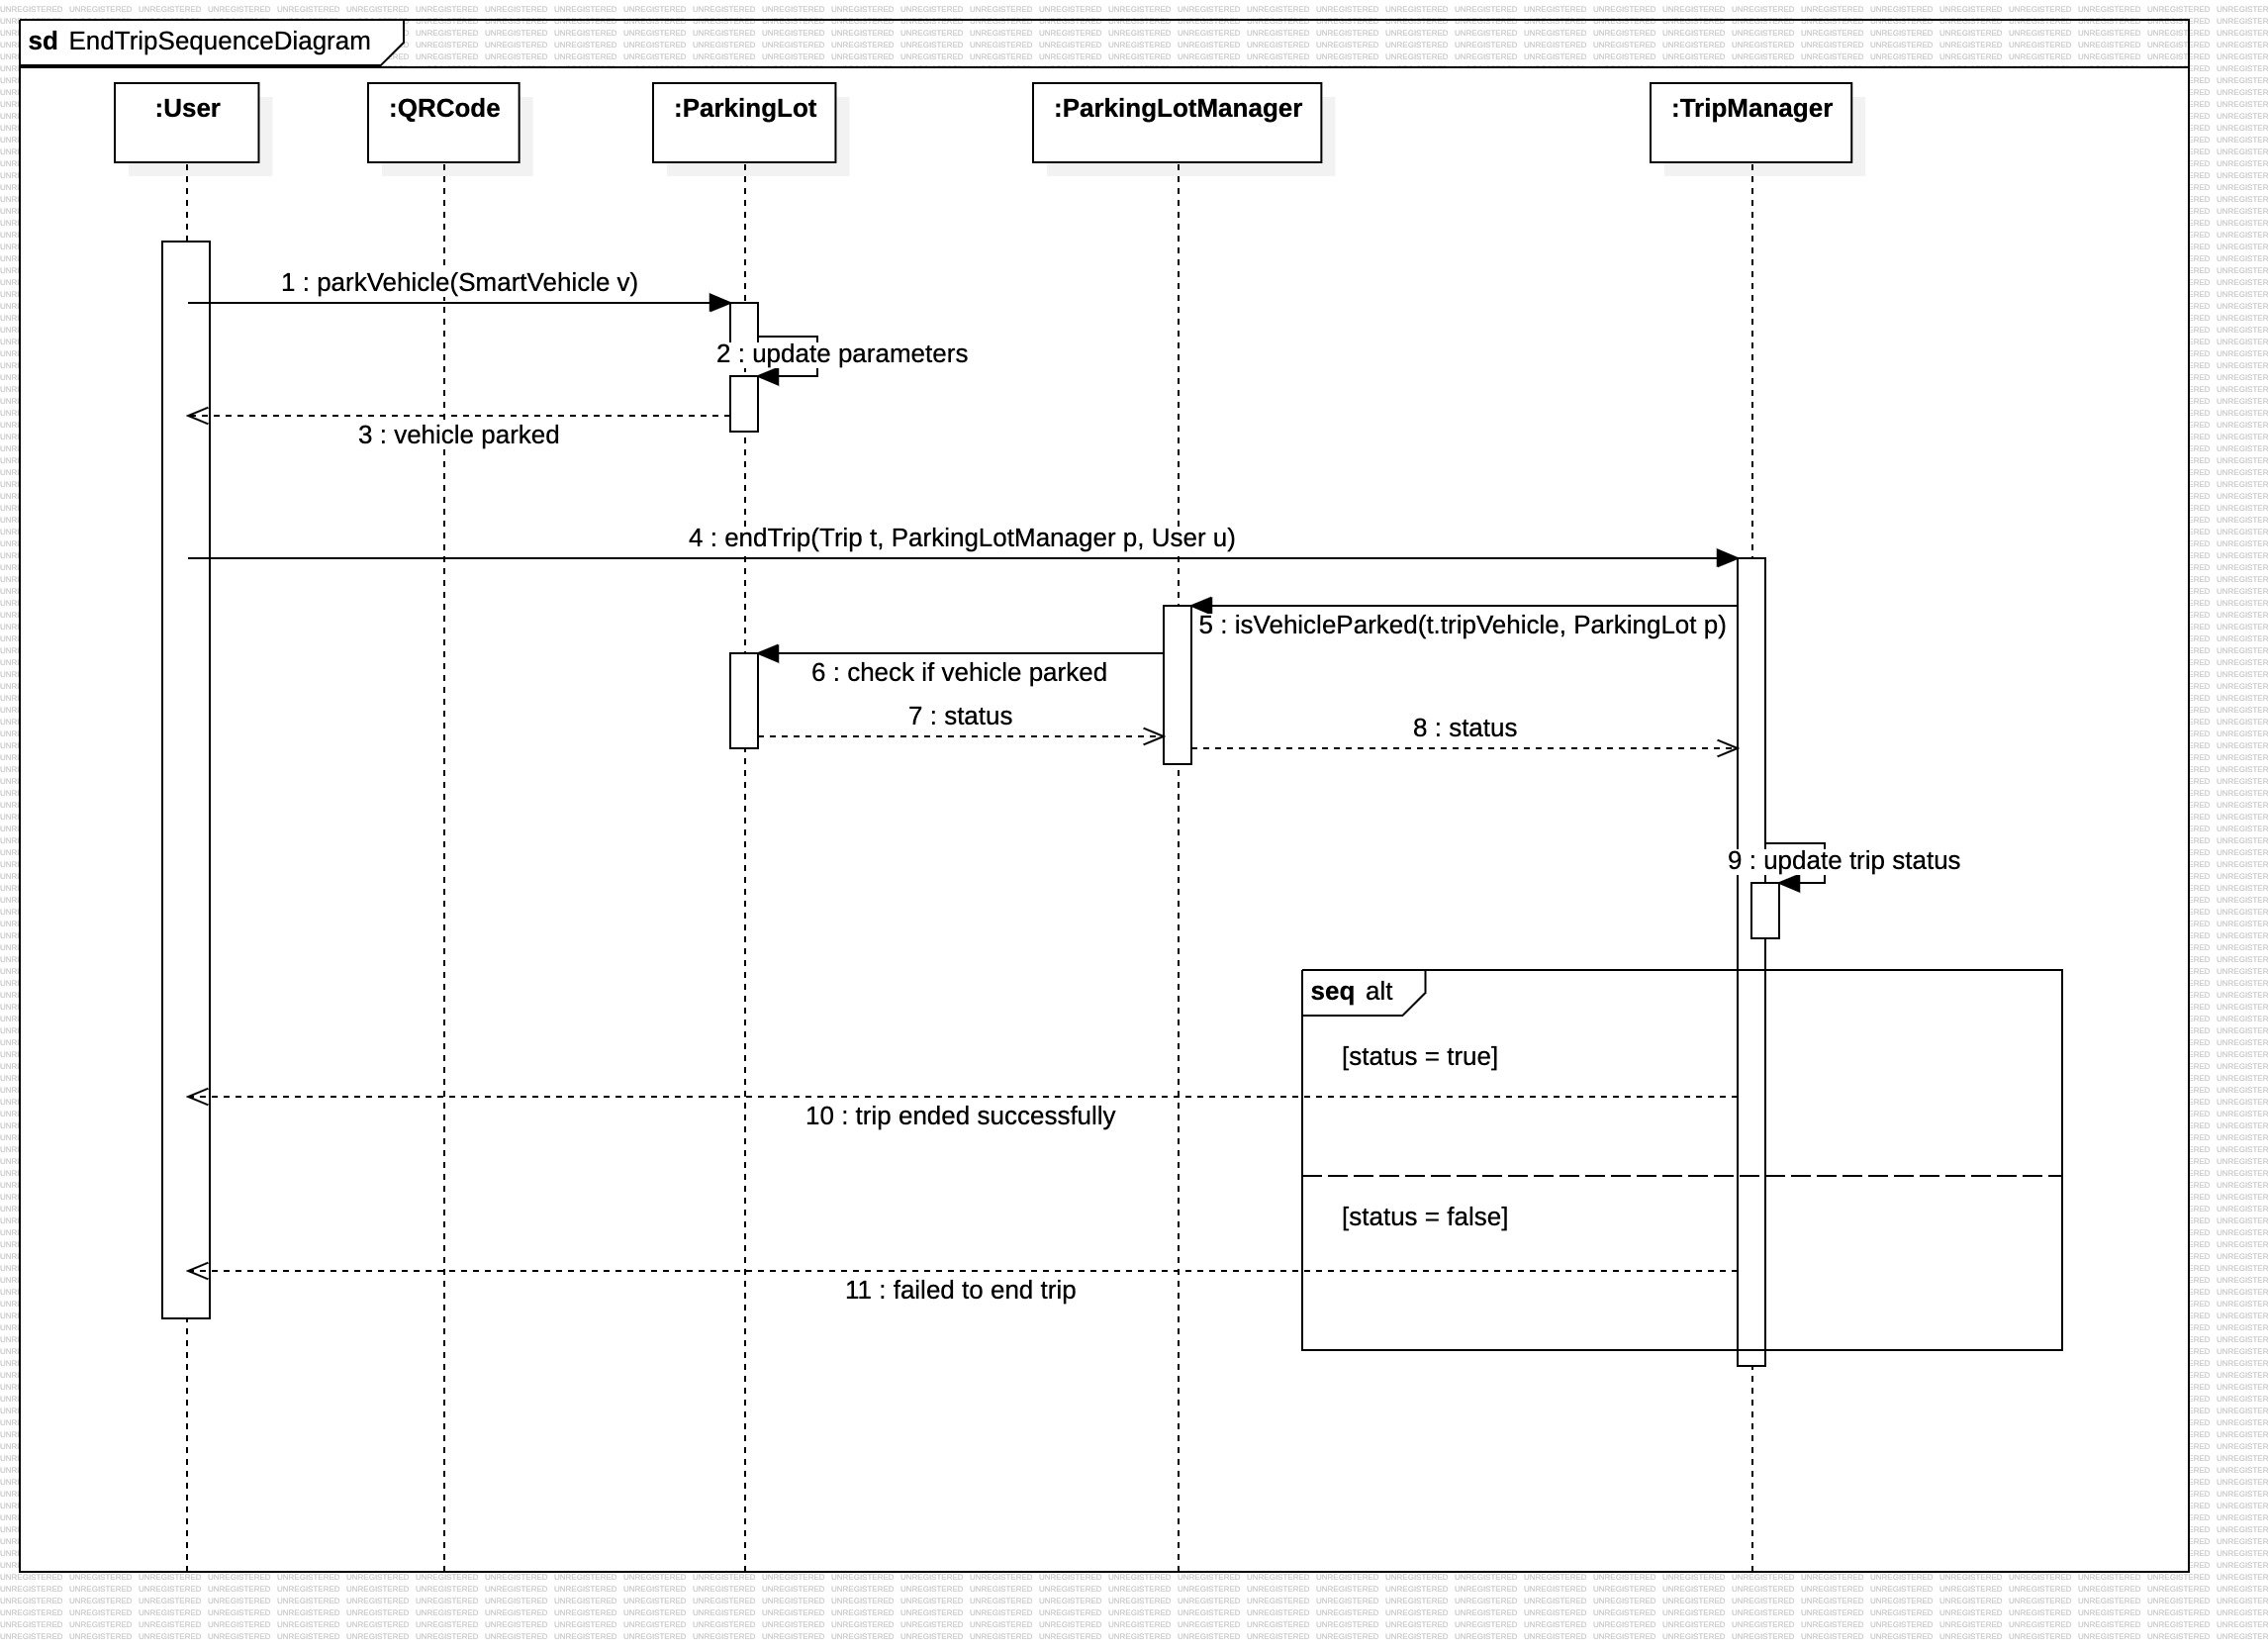 sd EndTripSequenceDiagram
:User :QRCode :ParkingLot :ParkingLotManager :TripManager
1 : parkVehicle(SmartVehicle v)
2 : update parameters
3 : vehicle parked
4 : endTrip(Trip t, ParkingLotManager p, User u)
5 : isVehicleParked(t.tripVehicle, ParkingLot p)
6 : check if vehicle parked
7 : status
8 : status
9 : update trip status
seq alt
[status = true]
10 : trip ended successfully
[status = false]
11 : failed to end trip
UNREGISTERED